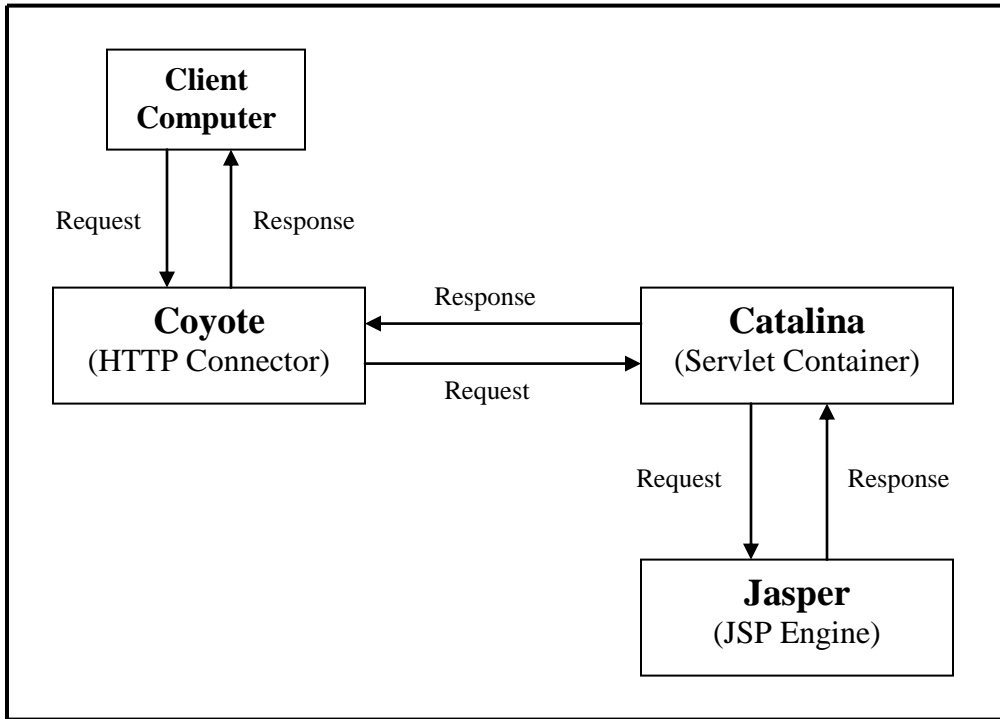 Client
Computer
Request
Response
Coyote
(HTTP Connector)
Response
Request
Catalina
(Servlet Container)
Request
Response
Jasper
(JSP Engine)